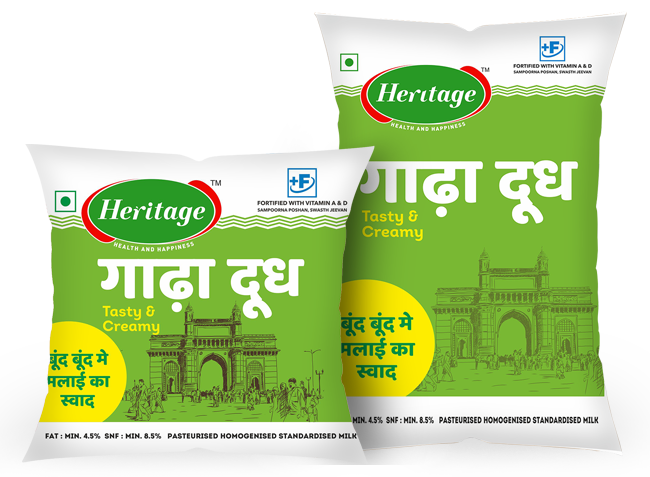 +F
FORTIFIED WITH VITAMIN A & D
SAMPOORNA POSHAN, SWASTH JEEVAN
Heritage
TM
HEALTH AND HAPPINESS
गाढ़ा दूध
Tasty &
Creamy
बूंद बूंद मे
मलाई का
स्वाद
FAT : MIN. 4.5% SNF : MIN. 8.5% PASTEURISED HOMOGENISED STANDARDISED MILK
+F
FORTIFIED WITH VITAMIN A & D
SAMPOORNA POSHAN, SWASTH JEEVAN
Heritage
TM
HEALTH AND HAPPINESS
गाढ़ा दूध
Tasty &
Creamy
बूंद बूंद मे
मलाई का
स्वाद
MIN. 4.5% SNF : MIN. 8.5% PASTEURISED HOMOGENISED STANDARDISED MILK